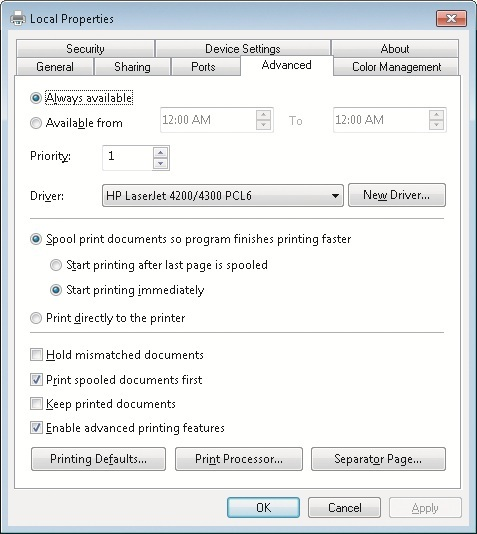 Local Properties
Security Device Settings About
General Sharing Ports Advanced Color Management
Always available
Available from 12:00 AM To 12:00 AM
Priority: 1
Driver: HP LaserJet 4200/4300 PCL6 New Driver...
Spool print documents so program finishes printing faster
Start printing after last page is spooled
Start printing immediately
Print directly to the printer
Hold mismatched documents
Print spooled documents first
Keep printed documents
Enable advanced printing features
Printing Defaults... Print Processor... Separator Page...
OK Cancel Apply